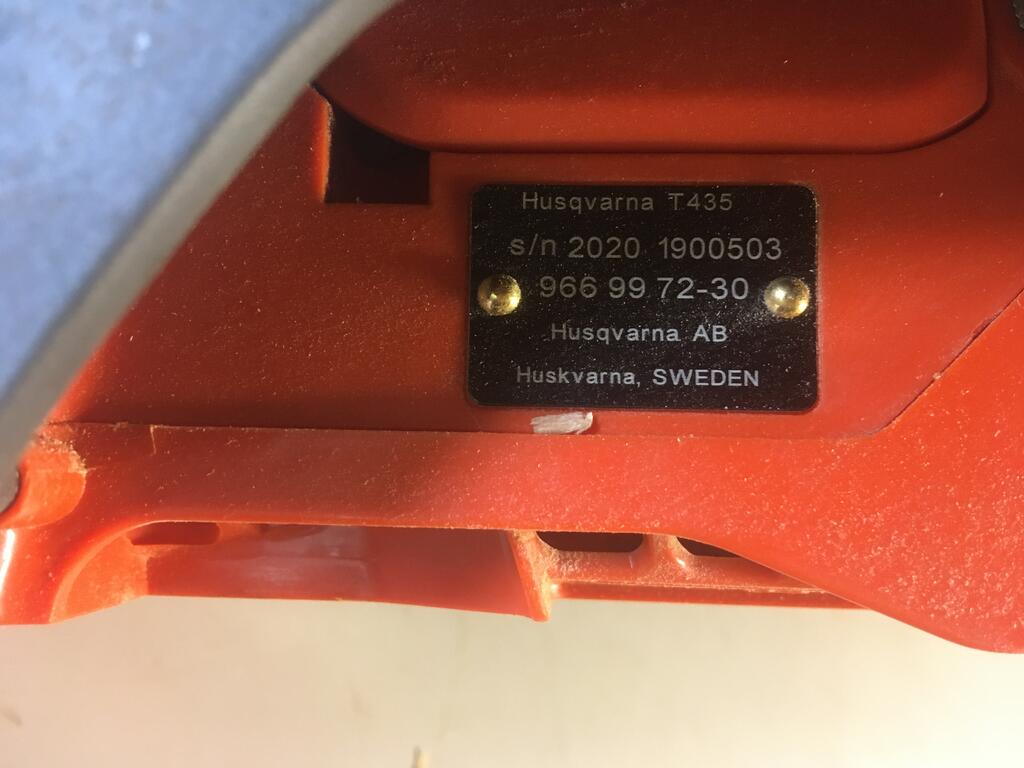 Husqvarna T435
s/n 2020 1900503
966 99 72-30
Husqvarna AB
Huskvarna, SWEDEN